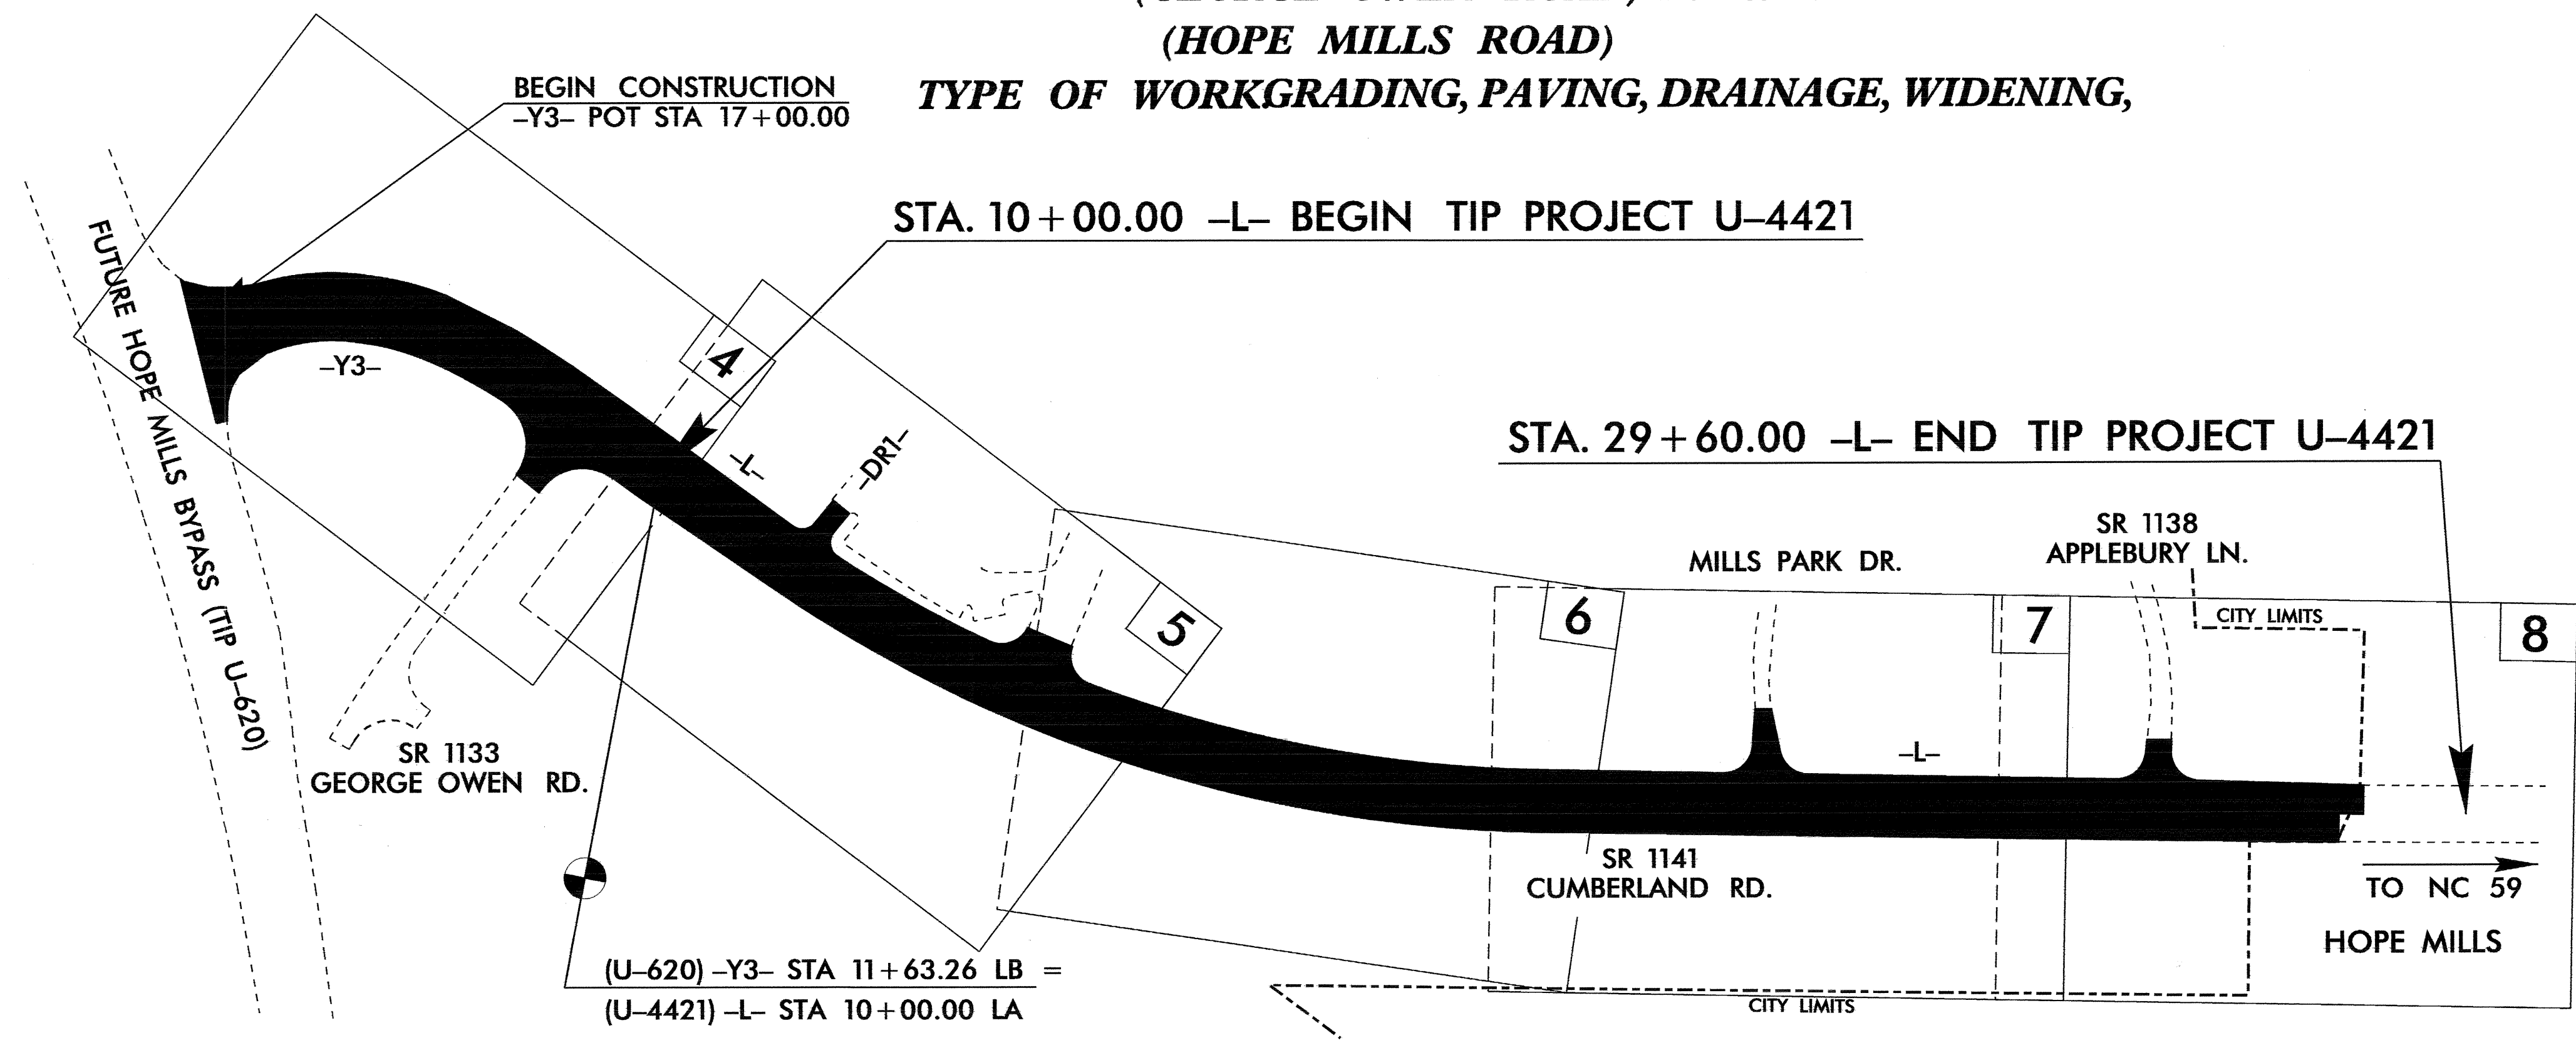 (HOPE MILLS ROAD)
TYPE OF WORKGRADING, PAVING, DRAINAGE, WIDENING,
BEGIN CONSTRUCTION
–Y3– POT STA 17+00.00
STA. 10+00.00 –L– BEGIN TIP PROJECT U–4421
FUTURE HOPE MILLS BYPASS (TIP U–620)
–Y3–
4
–L–
–DR1–
STA. 29+60.00 –L– END TIP PROJECT U–4421
5
SR 1138
APPLEBURY LN.
MILLS PARK DR.
6
7
CITY LIMITS
8
SR 1133
GEORGE OWEN RD.
–L–
SR 1141
CUMBERLAND RD.
TO NC 59
HOPE MILLS
(U–620) –Y3– STA 11+63.26 LB =
(U–4421) –L– STA 10+00.00 LA
CITY LIMITS